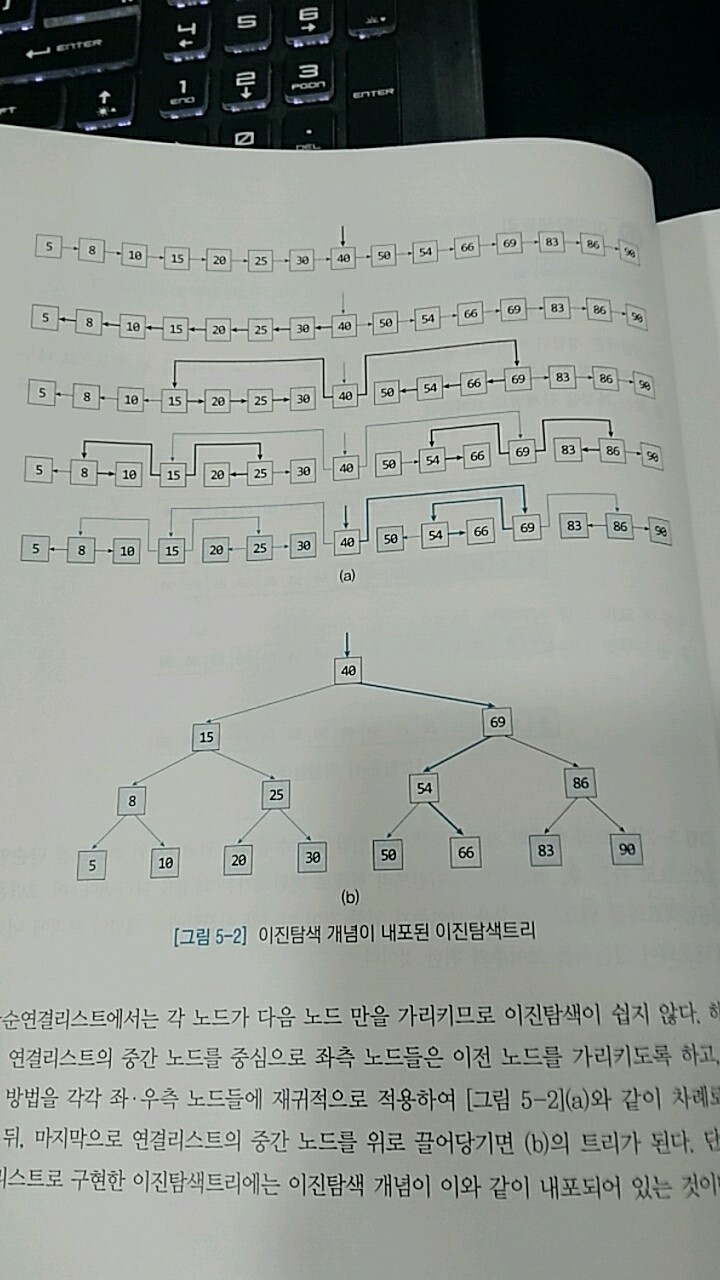 4 5 6
ENTER
1 2 3
END PGDN
ENTER
0 .
DEL
5 8 10 15 20 25 30 40 50 54 66 69 83 86 90
5 8 10 15 20 25 30 40 50 54 66 69 83 86 90
5 8 10 15 20 25 30 40 50 54 66 69 83 86 90
5 8 10 15 20 25 30 40 50 54 66 69 83 86 90
5 8 10 15 20 25 30 40 50 54 66 69 83 86 90
(a)
40
15 69
8 25 54 86
5 10 20 30 50 66 83 90
(b)
[그림 5-2] 이진탐색 개념이 내포된 이진탐색트리
순연결리스트에서는 각 노드가 다음 노드 만을 가리키므로 이진탐색이 쉽지 않다.
연결리스트의 중간 노드를 중심으로 좌측 노드들은 이전 노드를 가리키도록 하고,
방법을 각각 좌·우측 노드들에 재귀적으로 적용하여 [그림 5-2](a)와 같이 차례로
뒤, 마지막으로 연결리스트의 중간 노드를 위로 끌어당기면 (b)의 트리가 된다. 단
리스트로 구현한 이진탐색트리에는 이진탐색 개념이 이와 같이 내포되어 있는 것이